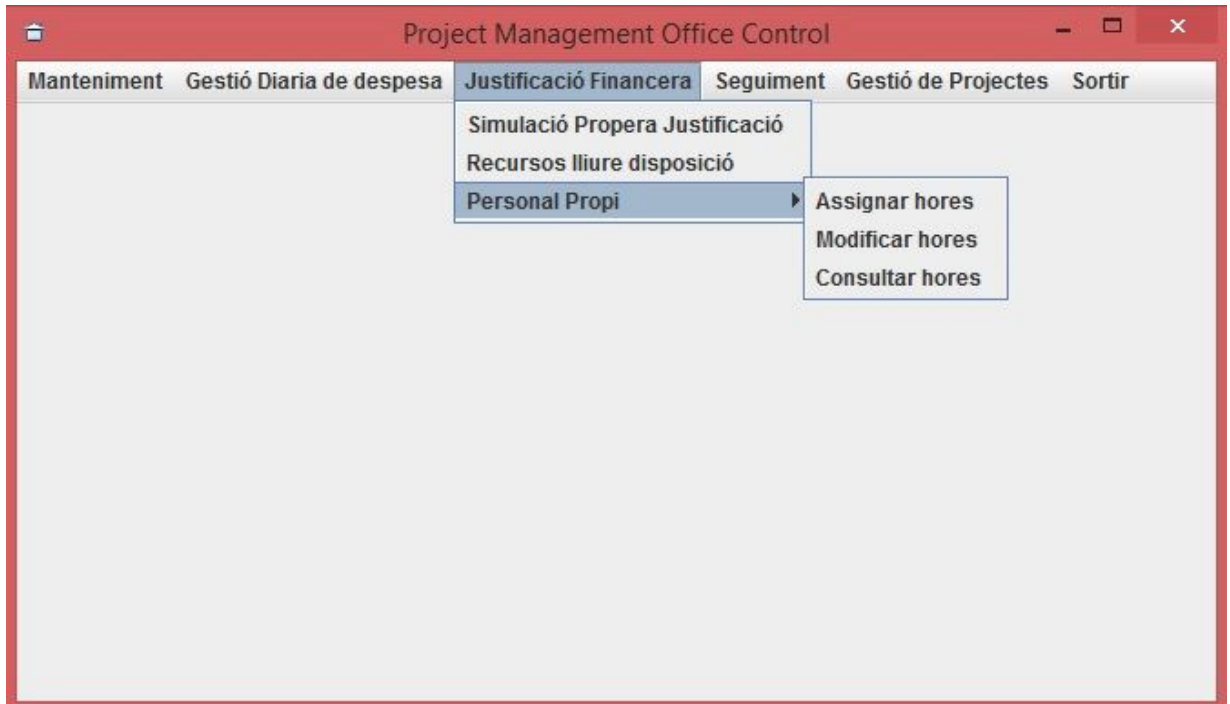 Project Management Office Control
Manteniment Gestió Diaria de despesa Justificació Financera Seguiment Gestió de Projectes Sortir
Simulació Propera Justificació
Recursos lliure disposició
Personal Propi
Assignar hores
Modificar hores
Consultar hores